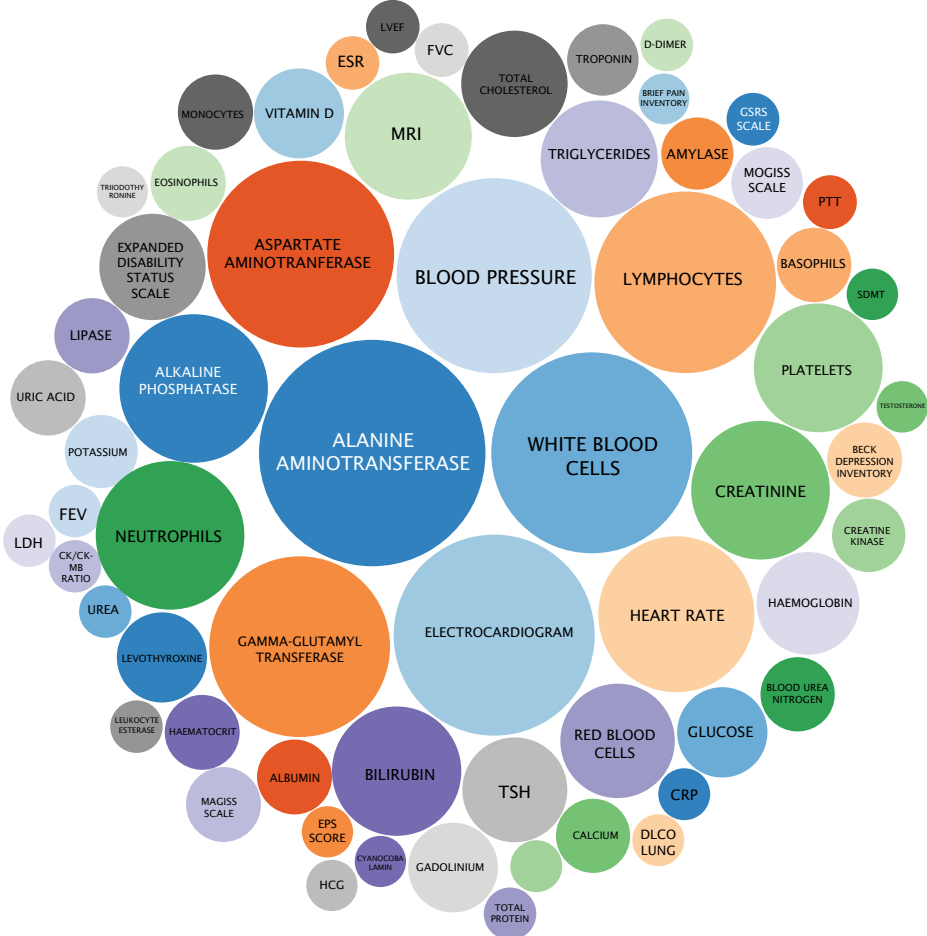 LVEF
ESR
FVC
TOTAL
CHOLESTEROL
TROPONIN
D-DIMER
MONOCYTES
VITAMIN D
MRI
BRIEF PAIN
INVENTORY
GSRS
SCALE
TRIGLYCERIDES
AMYLASE
MOGISS
SCALE
TRIIODOTHY
RONINE
EOSINOPHILS
PTT
EXPANDED
DISABILITY
STATUS
SCALE
ASPARTATE
AMINOTRANFERASE
BLOOD PRESSURE
LYMPHOCYTES
BASOPHILS
SDMT
LIPASE
ALKALINE
PHOSPHATASE
PLATELETS
URIC ACID
TESTOSTERONE
POTASSIUM
ALANINE
AMINOTRANSFERASE
WHITE BLOOD
CELLS
BECK
DEPRESSION
INVENTORY
CREATININE
FEV
LDH
NEUTROPHILS
CREATINE
KINASE
CK/CK-
MB
RATIO
UREA
HEART RATE
HAEMOGLOBIN
GAMMA-GLUTAMYL
TRANSFERASE
ELECTROCARDIOGRAM
LEVOTHYROXINE
BLOOD UREA
NITROGEN
LEUKOCYTE
ESTERASE
HAEMATOCRIT
RED BLOOD
CELLS
GLUCOSE
ALBUMIN
BILIRUBIN
TSH
CRP
MAGISS
SCALE
EPS
SCORE
CALCIUM
DLCO
LUNG
CYANOCOBA
LAMIN
GADOLINIUM
HCG
TOTAL
PROTEIN